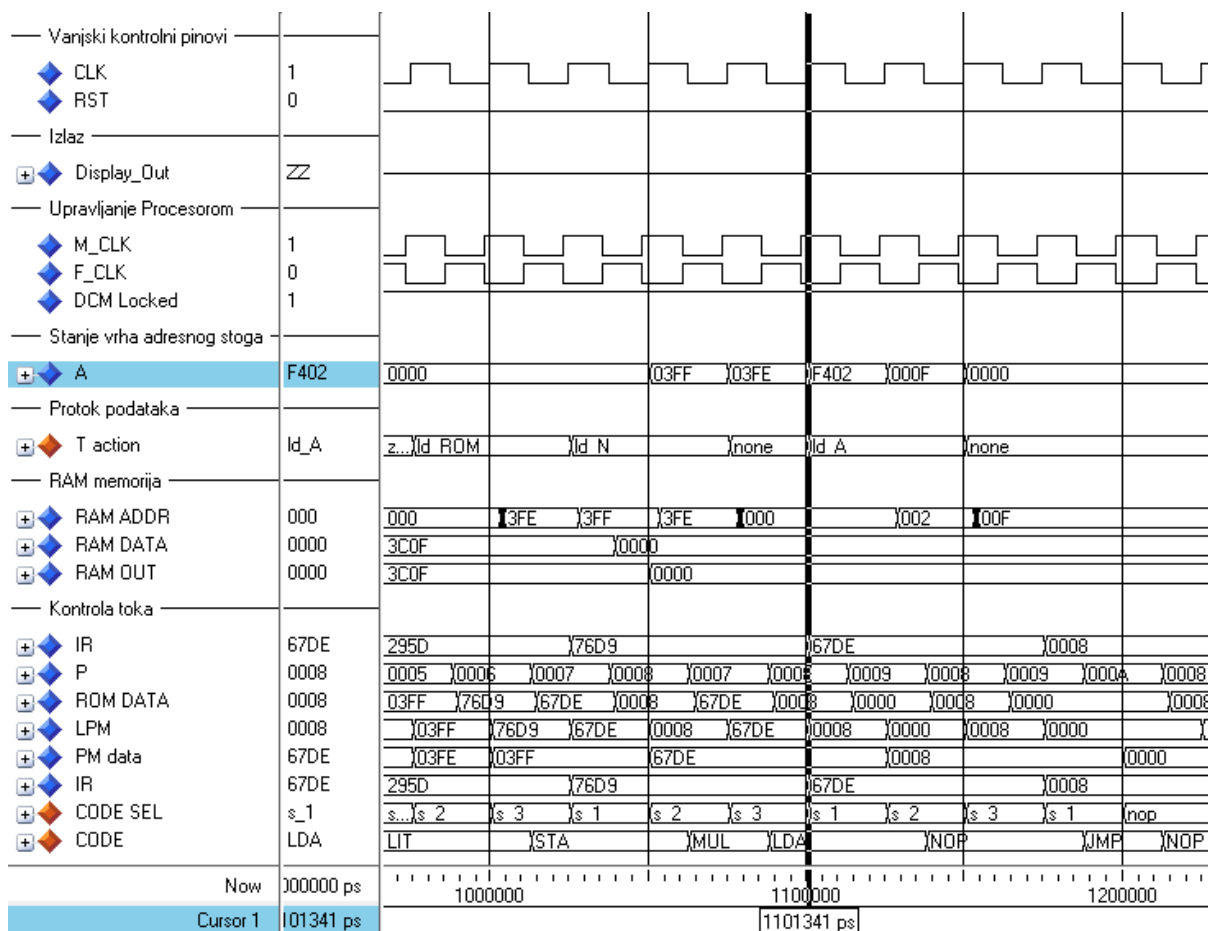 Vanjski kontrolni pinovi
CLK 1
RST 0
Izlaz
Display_Out ZZ
Upravljanje Procesorom
M_CLK 1
F_CLK 0
DCM Locked 1
Stanje vrha adresnog stoga
A F402 0000 03FF 03FE F402 000F 0000
Protok podataka
T action ld_A z... ld_ROM ld_N none ld_A none
RAM memorija
RAM ADDR 000 000 3FE 3FF 3FE 000 002 00F
RAM DATA 0000 3C0F 0000
RAM OUT 0000 3C0F 0000
Kontrola toka
IR 67DE 295D 76D9 67DE 0008
P 0008 0005 0006 0007 0008 0007 0008 0009 0008 0009 000A 0008
ROM DATA 0008 03FF 76D9 67DE 0008 67DE 0008 0000 0008 0000 0008
LPM 0008 03FF 76D9 67DE 0008 67DE 0008 0000 0008 0000
PM data 67DE 03FE 03FF 67DE 0008 0000
IR 67DE 295D 76D9 67DE 0008
CODE SEL s_1 s... s_2 s_3 s_1 s_2 s_3 s_1 s_2 s_3 s_1 nop
CODE LDA LIT STA MUL LDA NOP JMP NOP
Now 000000 ps 1000000 1100000 1200000
Cursor 1 101341 ps 1101341 ps